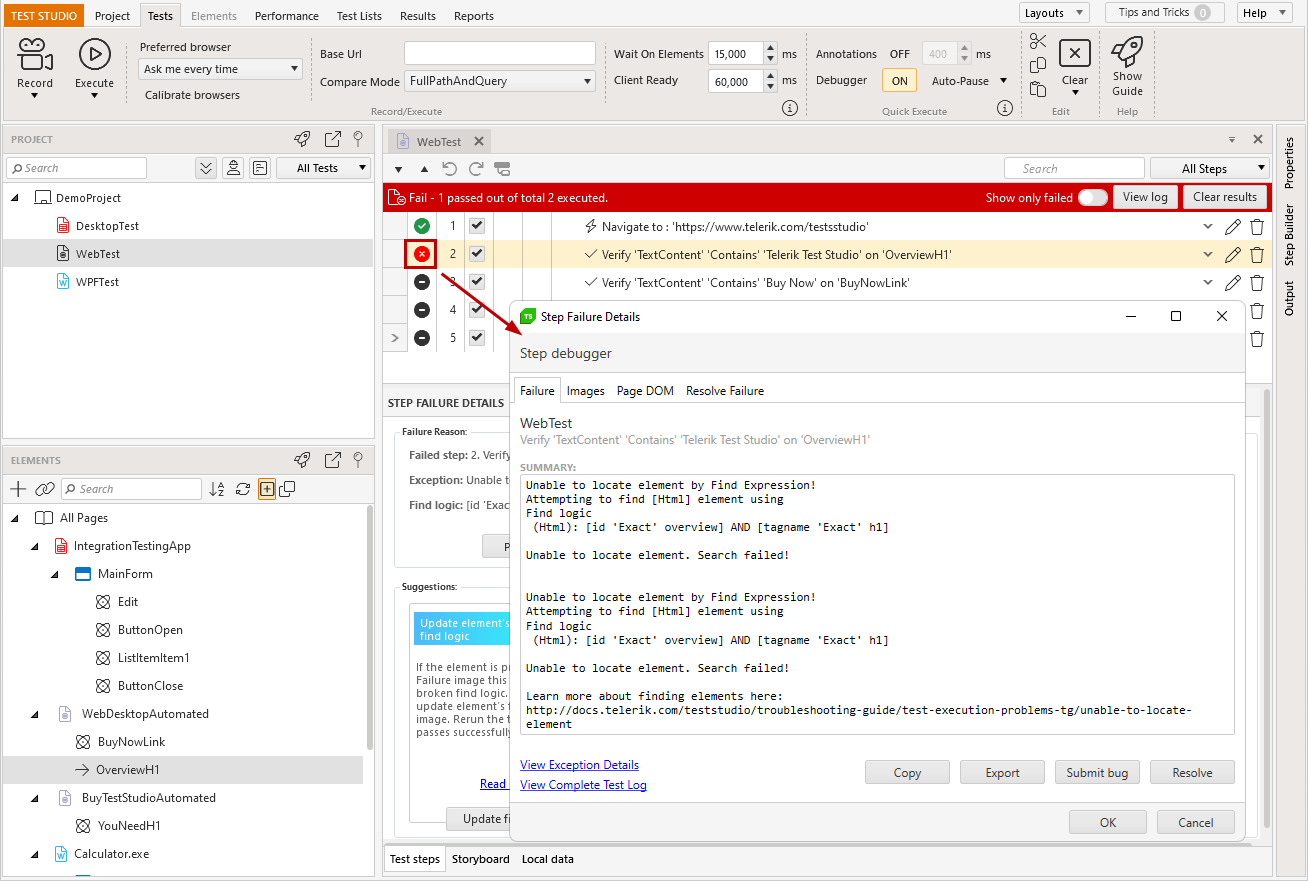 TEST STUDIO Project Tests Elements Performance Test Lists Results Reports Layouts Tips and Tricks 0 Help
Record
Execute
Preferred browser
Ask me every time
Calibrate browsers
Base Url
Compare Mode FullPathAndQuery
Record/Execute
Wait On Elements 15,000 ms
Client Ready 60,000 ms
Annotations OFF 400 ms
Debugger ON Auto-Pause
Quick Execute
Clear
Edit
Show
Guide
Help
PROJECT
Search All Tests
DemoProject
DesktopTest
WebTest
WPFTest
ELEMENTS
Search
All Pages
IntegrationTestingApp
MainForm
Edit
ButtonOpen
ListItemItem1
ButtonClose
WebDesktopAutomated
BuyNowLink
OverviewH1
BuyTestStudioAutomated
YouNeedH1
Calculator.exe
WebTest
Search All Steps
Fail - 1 passed out of total 2 executed. Show only failed View log Clear results
1 Navigate to : 'https://www.telerik.com/testsstudio'
2 Verify 'TextContent' 'Contains' 'Telerik Test Studio' on 'OverviewH1'
3 Verify 'TextContent' 'Contains' 'Buy Now' on 'BuyNowLink'
4
5
STEP FAILURE DETAILS
Failure Reason:
Failed step: 2. Verify
Exception: Unable t
Find logic: [id 'Exac
P
Suggestions:
Update element's
find logic
If the element is p
Failure image this
broken find logic.
update element's
image. Rerun the t
passes successfully
Read
Update fi
Test steps Storyboard Local data
TS Step Failure Details
Step debugger
Failure Images Page DOM Resolve Failure
WebTest
Verify 'TextContent' 'Contains' 'Telerik Test Studio' on 'OverviewH1'
SUMMARY:
Unable to locate element by Find Expression!
Attempting to find [Html] element using
Find logic
(Html): [id 'Exact' overview] AND [tagname 'Exact' h1]
Unable to locate element. Search failed!
Unable to locate element by Find Expression!
Attempting to find [Html] element using
Find logic
(Html): [id 'Exact' overview] AND [tagname 'Exact' h1]
Unable to locate element. Search failed!
Learn more about finding elements here:
http://docs.telerik.com/teststudio/troubleshooting-guide/test-execution-problems-tg/unable-to-locate-
element
View Exception Details
View Complete Test Log
Copy Export Submit bug Resolve
OK Cancel
Properties
Step Builder
Output